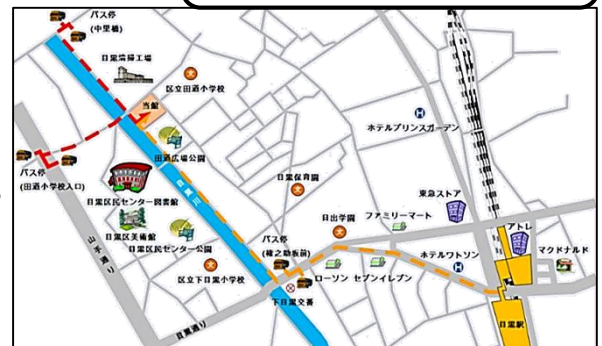 バス停
(中里橋)
目黒清掃工場
区立田道小学校
当館
ホテルプリンスガーデン
田道広場公園
バス停
(田道小学校入口)
目黒区民センター図書館
目黒保育園
目黒川
東急ストア
目黒区美術館
目黒区民センター公園
日出学園
ファミリーマート
アトレ
山手通り
バス停
(権之助坂前)
ホテルワトソン
マクドナルド
区立下目黒小学校
ローソン
セブンイレブン
下目黒交番
目黒通り
目黒駅